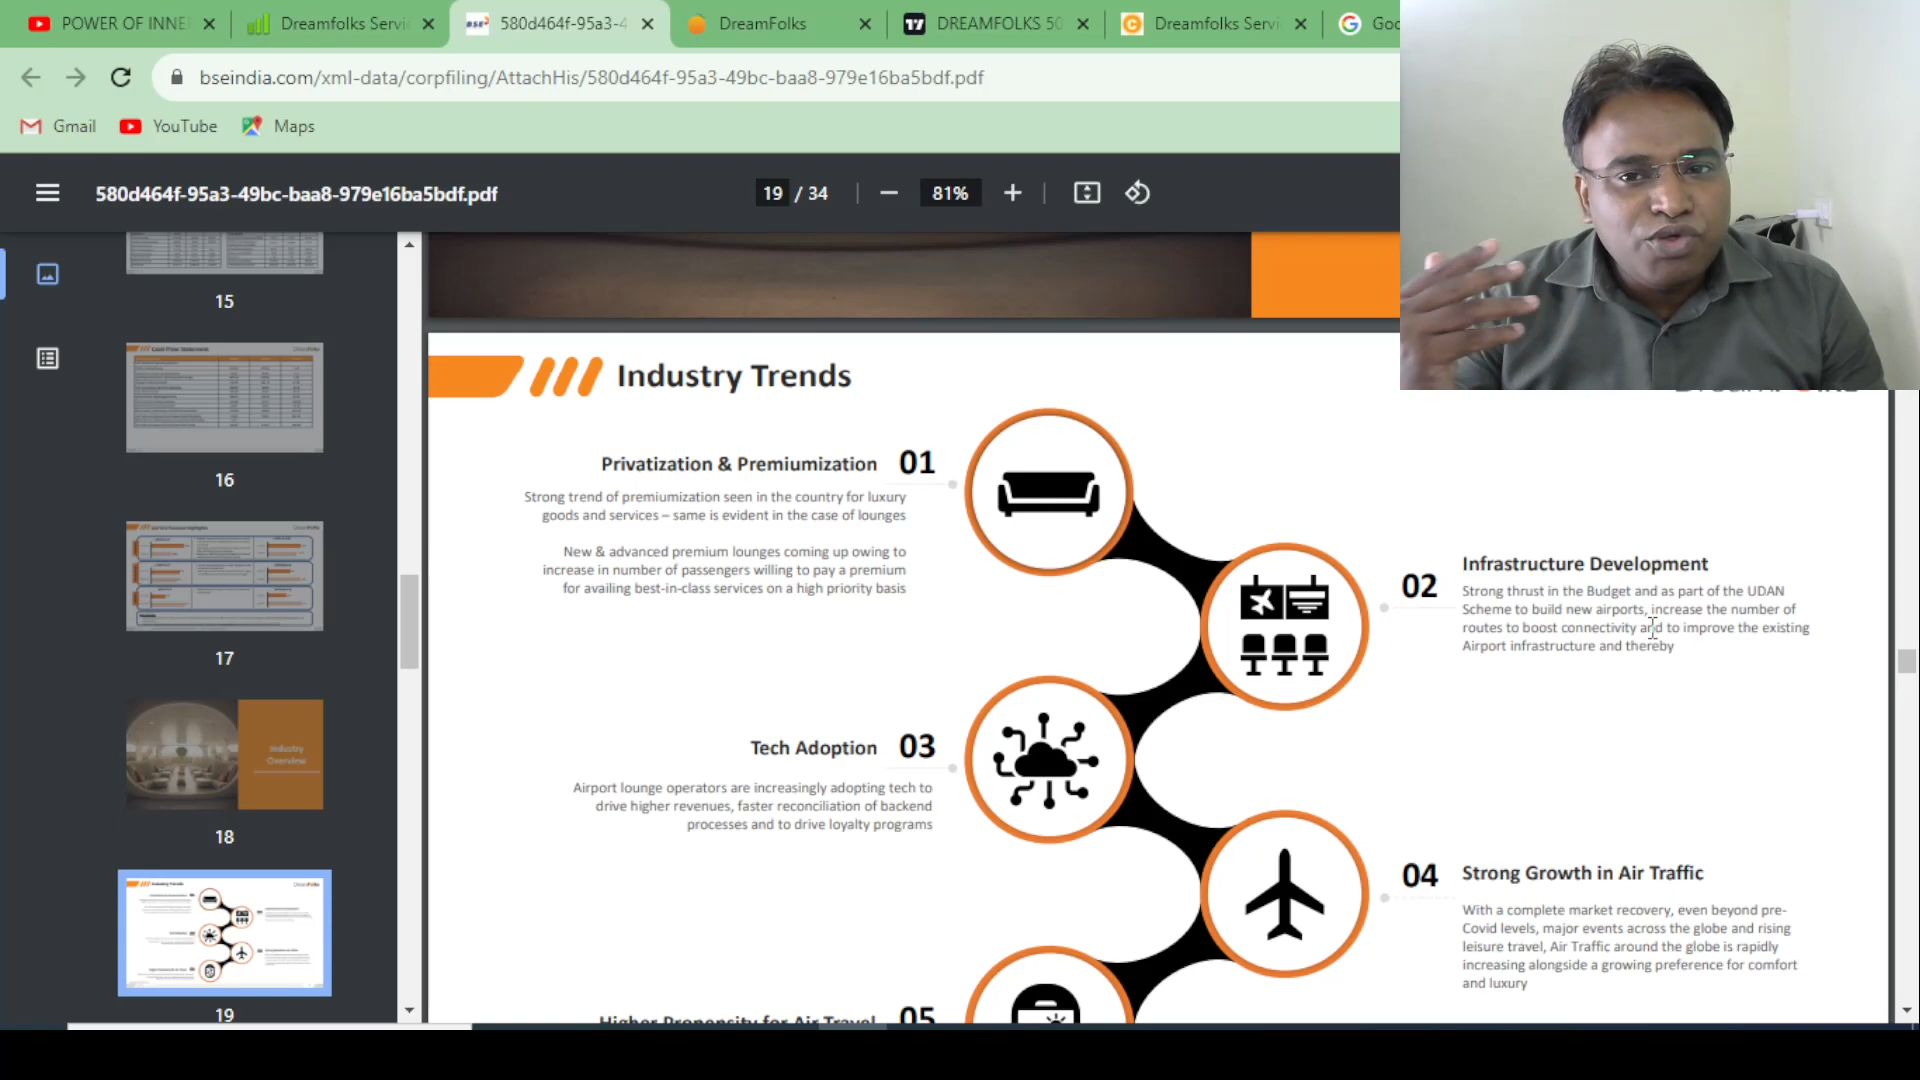 POWER OF INNE
Dreamfolks Servi
580d464f-95a3-4
DreamFolks
DREAMFOLKS 50
Dreamfolks Servi
Goo
bseindia.com/xml-data/corpfiling/AttachHis/580d464f-95a3-49bc-baa8-979e16ba5bdf.pdf
Gmail
YouTube
Maps
580d464f-95a3-49bc-baa8-979e16ba5bdf.pdf
19 / 34
81%
15
16
17
Industry
Overview
18
19
Industry Trends
Privatization & Premiumization 01
Strong trend of premiumization seen in the country for luxury
goods and services – same is evident in the case of lounges
New & advanced premium lounges coming up owing to
increase in number of passengers willing to pay a premium
for availing best-in-class services on a high priority basis
02 Infrastructure Development
Strong thrust in the Budget and as part of the UDAN
Scheme to build new airports, increase the number of
routes to boost connectivity and to improve the existing
Airport infrastructure and thereby
Tech Adoption 03
Airport lounge operators are increasingly adopting tech to
drive higher revenues, faster reconciliation of backend
processes and to drive loyalty programs
04 Strong Growth in Air Traffic
With a complete market recovery, even beyond pre-
Covid levels, major events across the globe and rising
leisure travel, Air Traffic around the globe is rapidly
increasing alongside a growing preference for comfort
and luxury
Higher Propensity for Air Travel 05